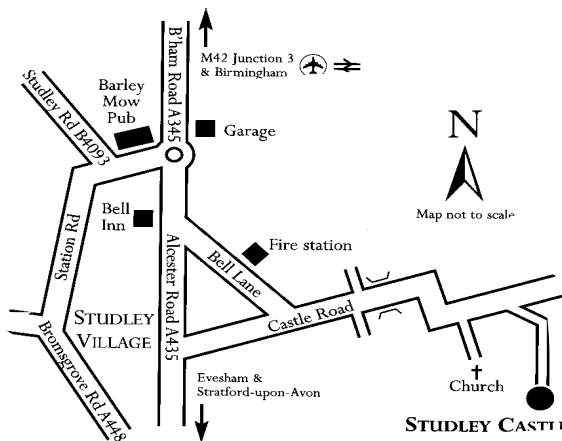 B'ham Road A345
M42 Junction 3
& Birmingham
Studley Rd B4093
Barley
Mow
Pub
Garage
N
Map not to scale
Bell
Inn
Station Rd
Alcester Road A435
Fire station
Bell Lane
Castle Road
STUDLEY
VILLAGE
Bromsgrove Rd A448
Evesham &
Stratford-upon-Avon
Church
STUDLEY CASTLE